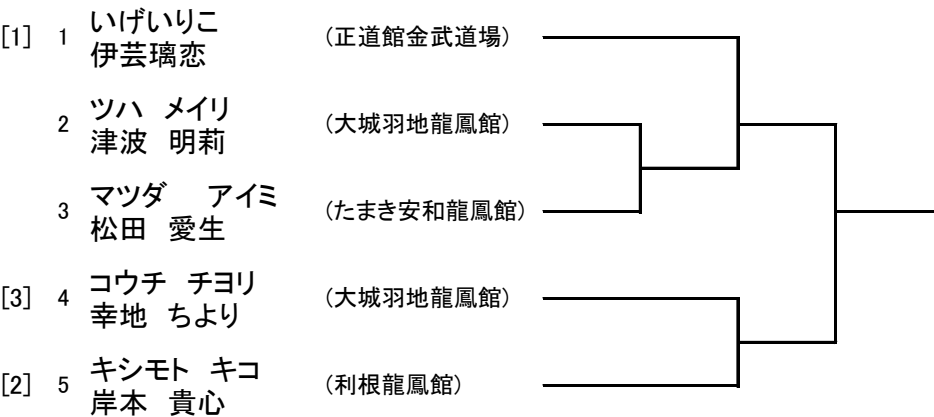 いげいりこ
[1] 1 伊芸璃恋 (正道館金武道場)
ツハ メイリ
2 津波 明莉 (大城羽地龍鳳館)
マツダ アイミ
3 松田 愛生 (たまき安和龍鳳館)
コウチ チヨリ
[3] 4 幸地 ちより (大城羽地龍鳳館)
キシモト キコ
[2] 5 岸本 貴心 (利根龍鳳館)